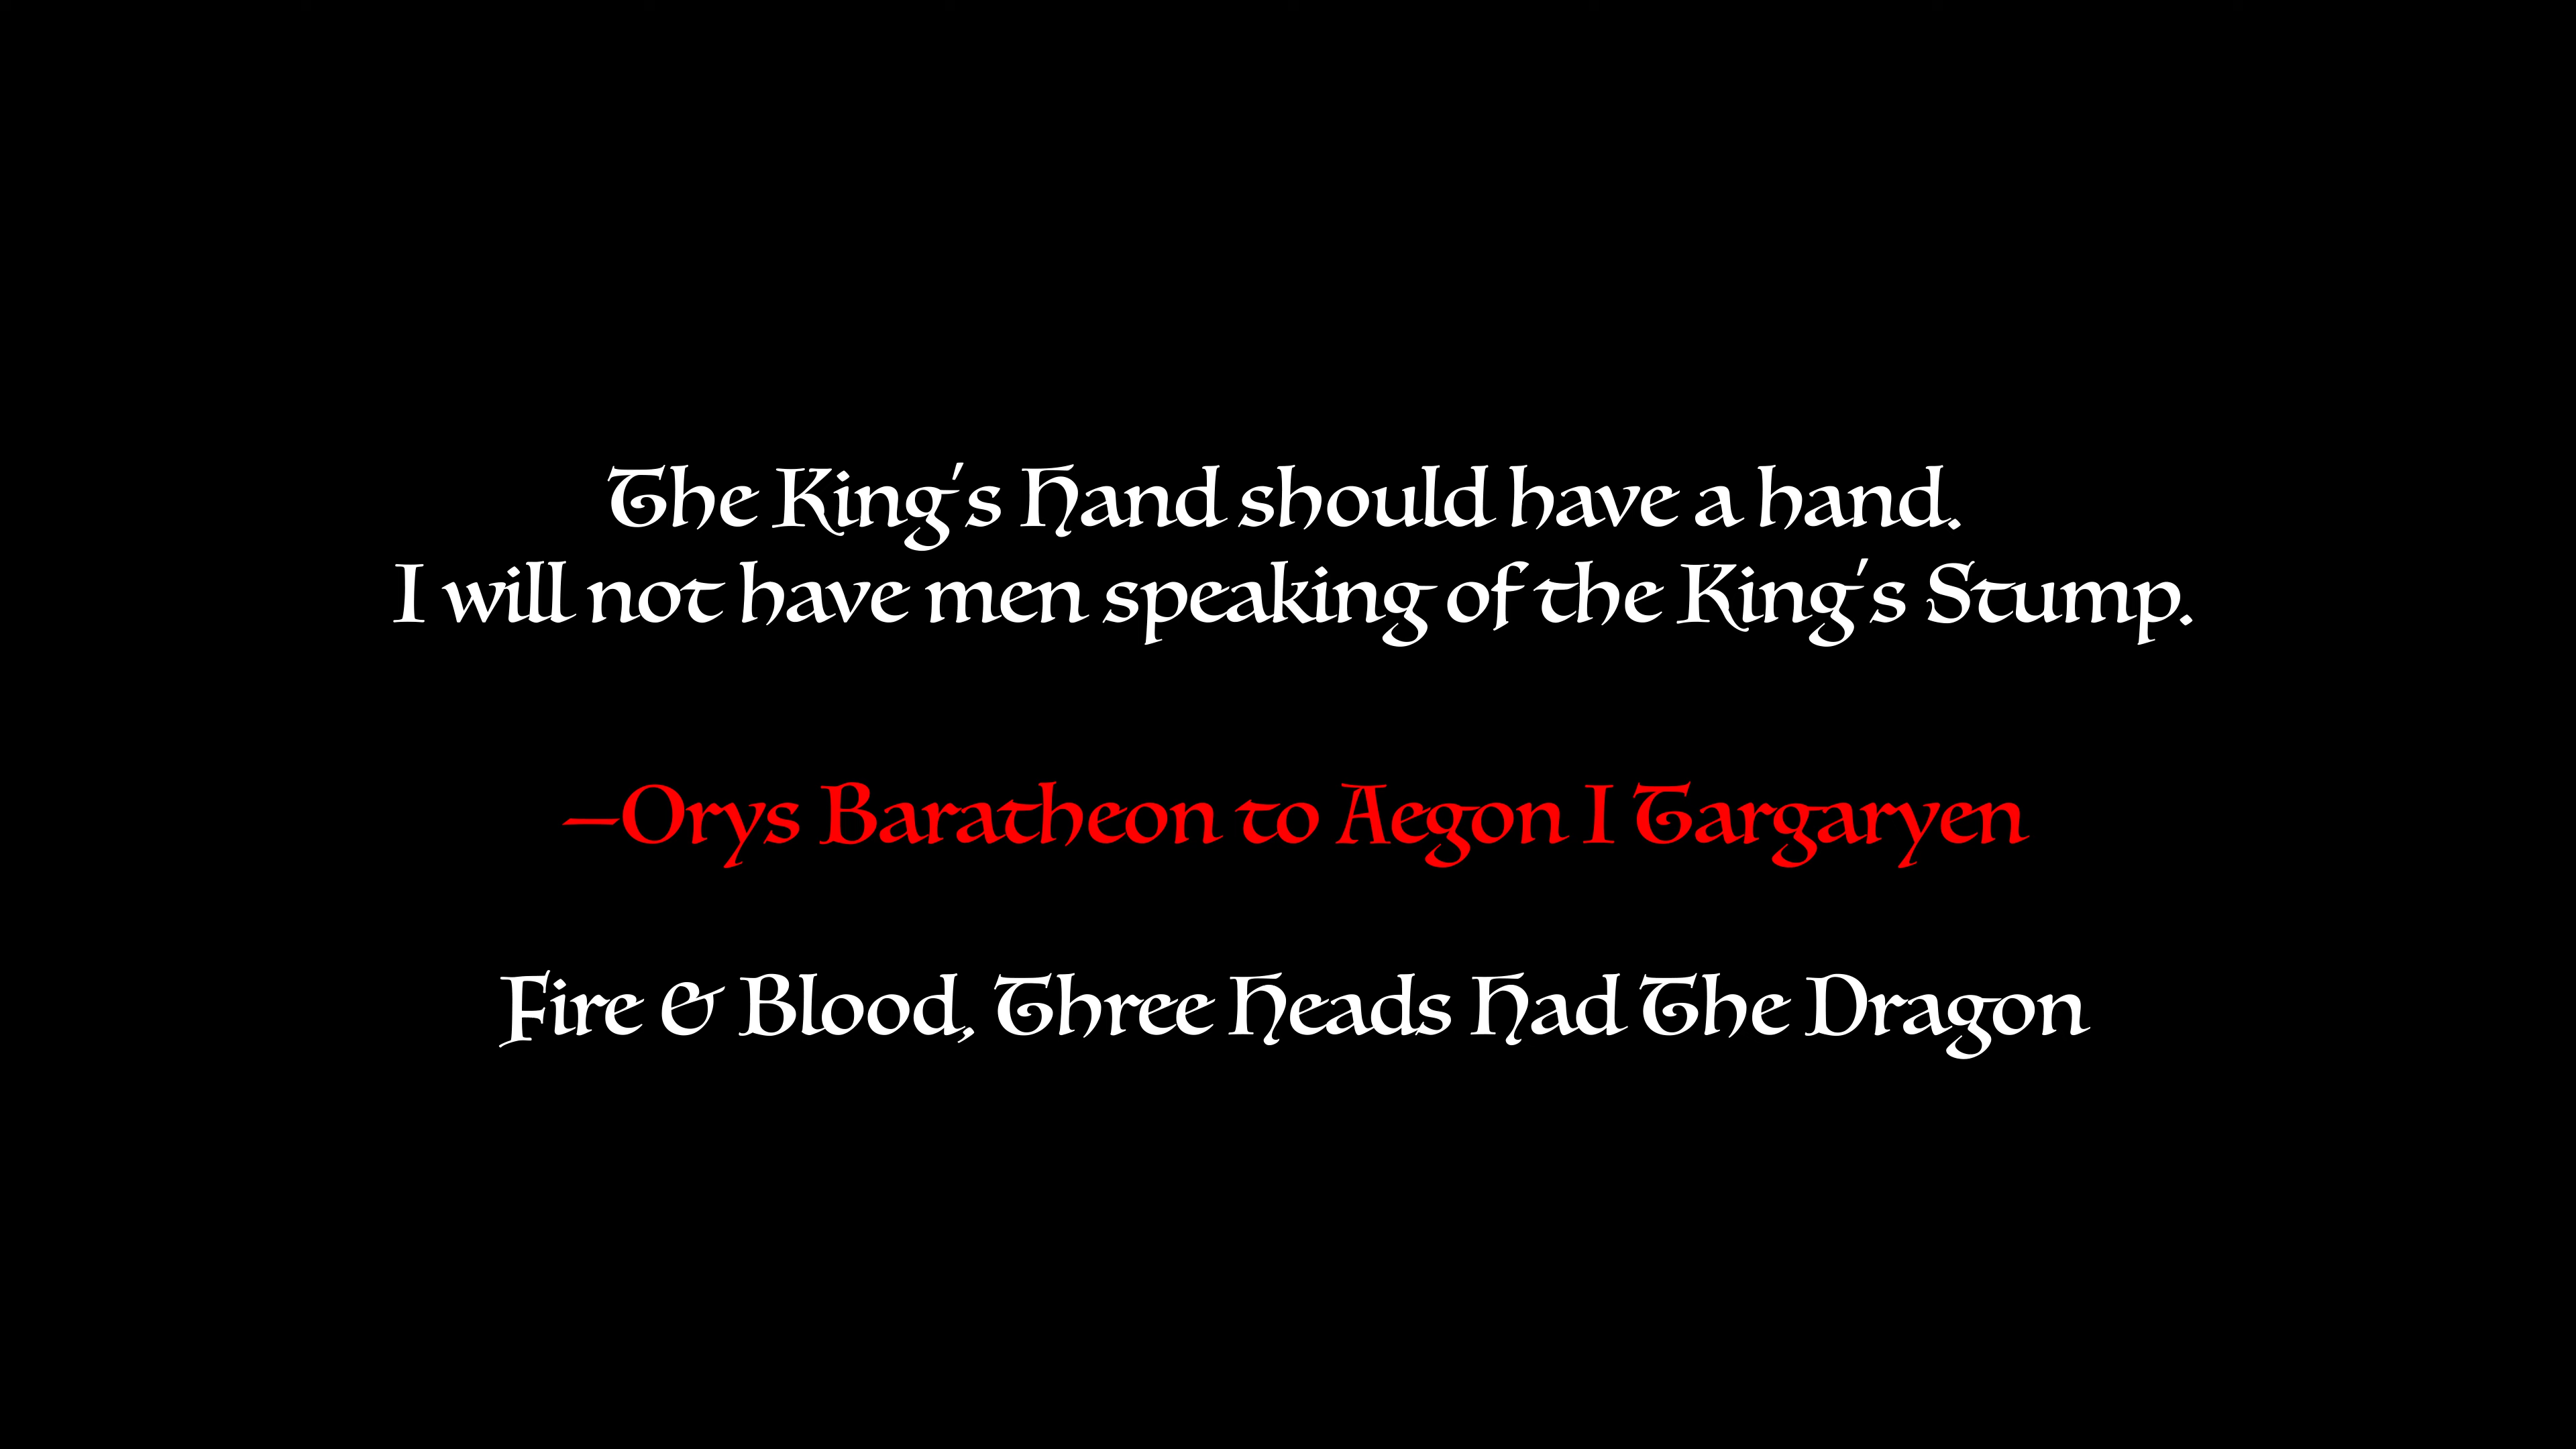 The King's Hand should have a hand.
I will not have men speaking of the King's Stump.
—Orys Baratheon to Aegon I Targaryen
Fire & Blood, Three Heads Had The Dragon